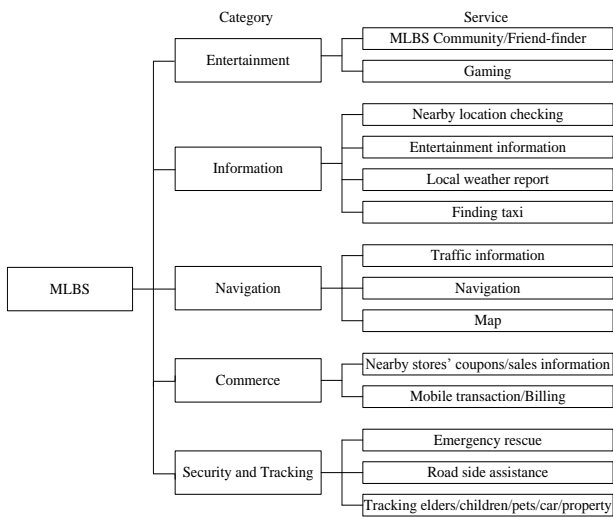 Category Service
Entertainment
MLBS Community/Friend-finder
Gaming
Information
Nearby location checking
Entertainment information
Local weather report
Finding taxi
MLBS
Navigation
Traffic information
Navigation
Map
Commerce
Nearby stores' coupons/sales information
Mobile transaction/Billing
Security and Tracking
Emergency rescue
Road side assistance
Tracking elders/children/pets/car/property